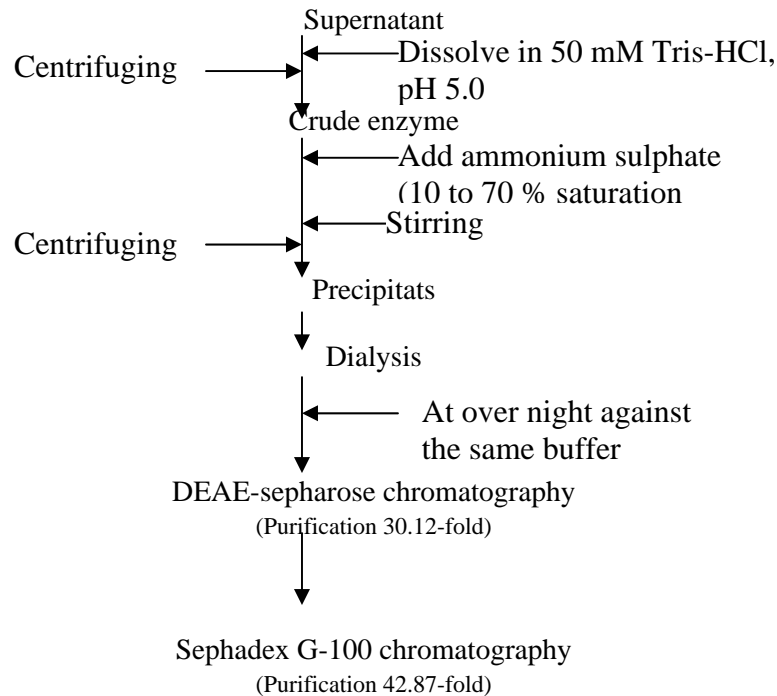 Supernatant
Dissolve in 50 mM Tris-HCl,
pH 5.0
Centrifuging
Crude enzyme
Add ammonium sulphate
(10 to 70 % saturation
Stirring
Centrifuging
Precipitats
Dialysis
At over night against
the same buffer
DEAE-sepharose chromatography
(Purification 30.12-fold)
Sephadex G-100 chromatography
(Purification 42.87-fold)